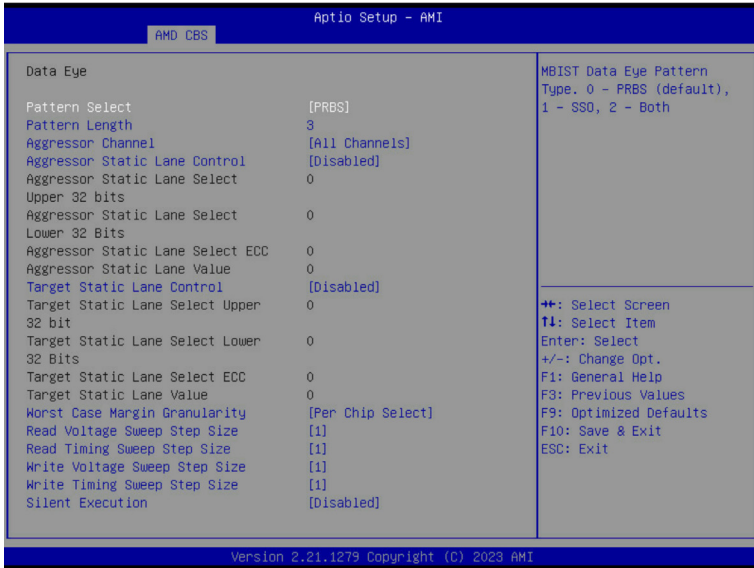 Aptio Setup – AMI
AMD CBS
Data Eye
Pattern Select [PRBS]
Pattern Length 3
Aggressor Channel [All Channels]
Aggressor Static Lane Control [Disabled]
Aggressor Static Lane Select 0
Upper 32 bits
Aggressor Static Lane Select 0
Lower 32 Bits
Aggressor Static Lane Select ECC 0
Aggressor Static Lane Value 0
Target Static Lane Control [Disabled]
Target Static Lane Select Upper 0
32 bit
Target Static Lane Select Lower 0
32 Bits
Target Static Lane Select ECC 0
Target Static Lane Value 0
Worst Case Margin Granularity [Per Chip Select]
Read Voltage Sweep Step Size [1]
Read Timing Sweep Step Size [1]
Write Voltage Sweep Step Size [1]
Write Timing Sweep Step Size [1]
Silent Execution [Disabled]
MBIST Data Eye Pattern
Type. 0 – PRBS (default),
1 – SSO, 2 – Both
→←: Select Screen
↑↓: Select Item
Enter: Select
+/-: Change Opt.
F1: General Help
F3: Previous Values
F9: Optimized Defaults
F10: Save & Exit
ESC: Exit
Version 2.21.1279 Copyright (C) 2023 AMI